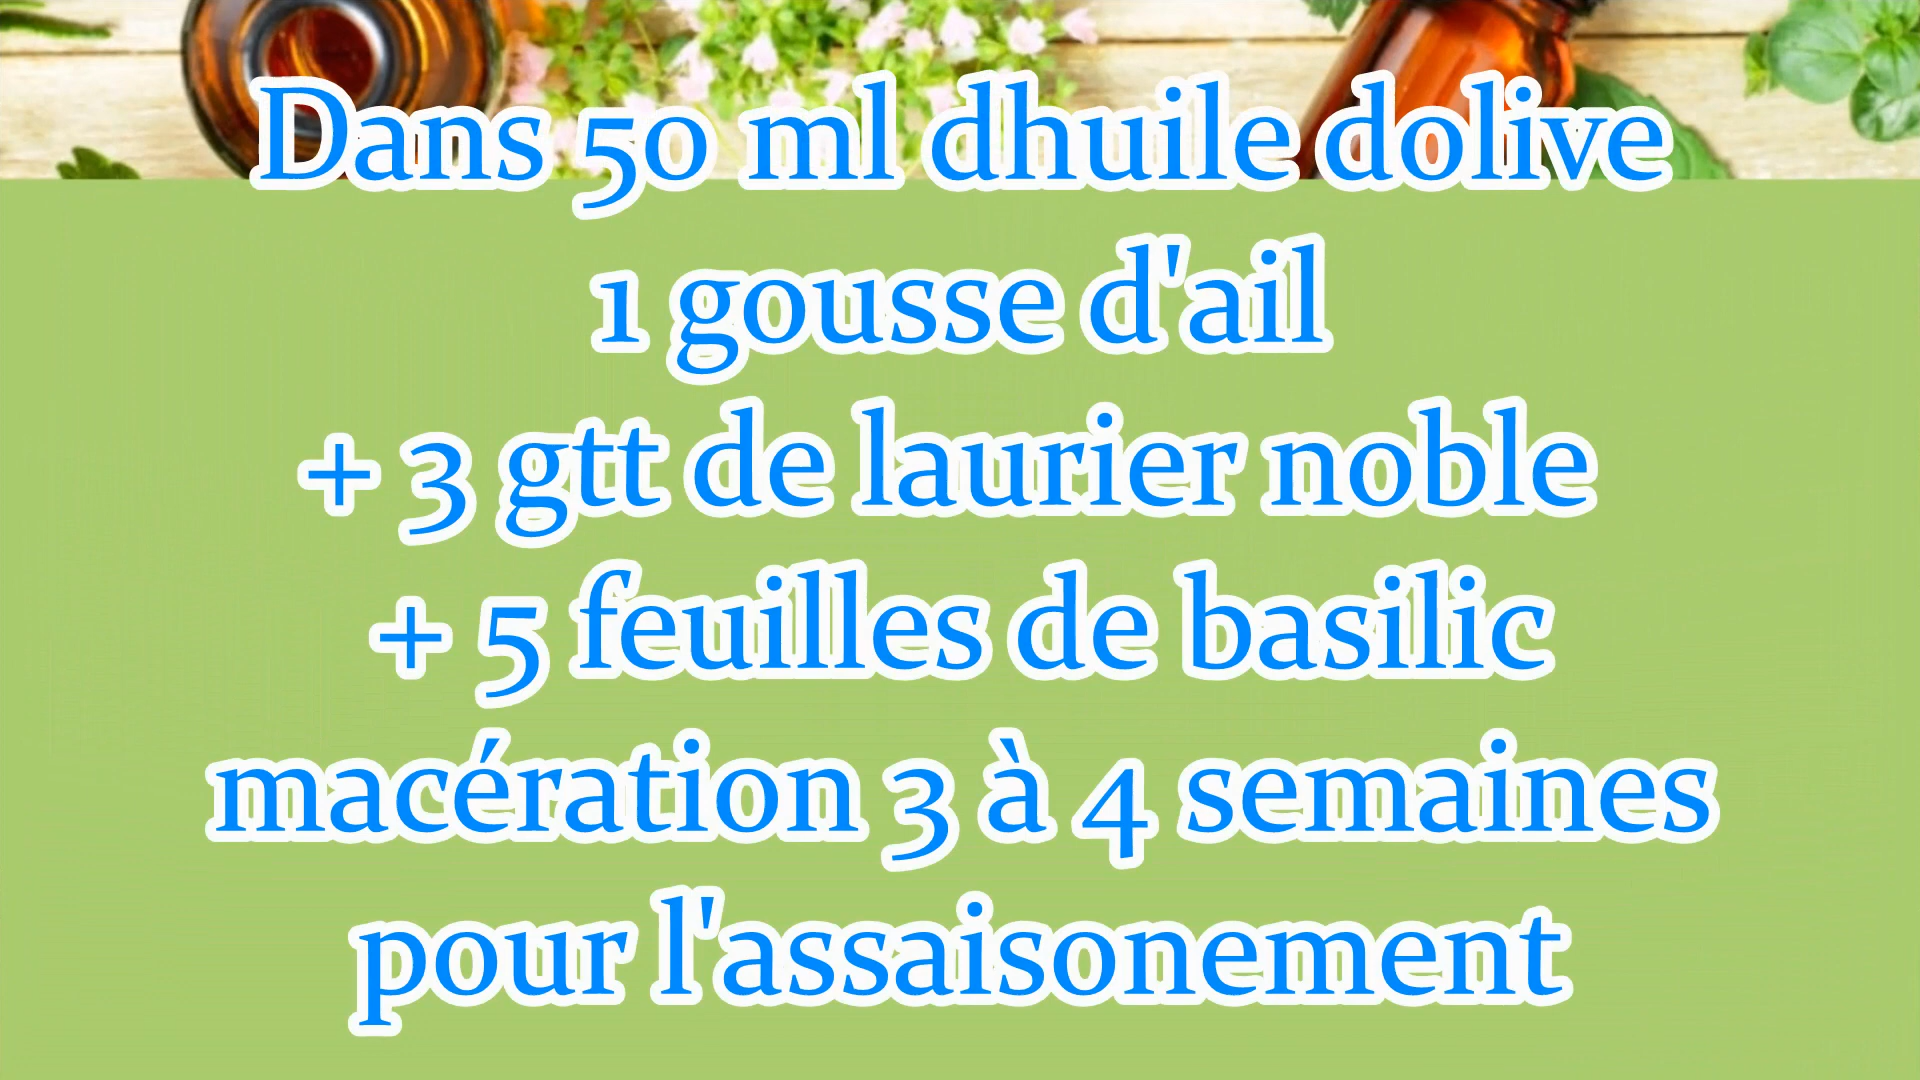 Dans 50 ml dhuile dolive
1 gousse d'ail
+ 3 gtt de laurier noble
+ 5 feuilles de basilic
macération 3 à 4 semaines
pour l'assaisonement